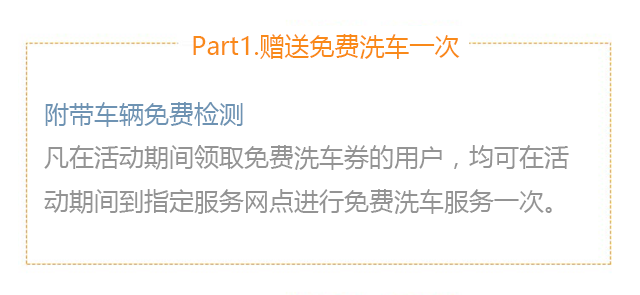 Part1.赠送免费洗车一次
附带车辆免费检测
凡在活动期间领取免费洗车券的用户，均可在活
动期间到指定服务网点进行免费洗车服务一次。